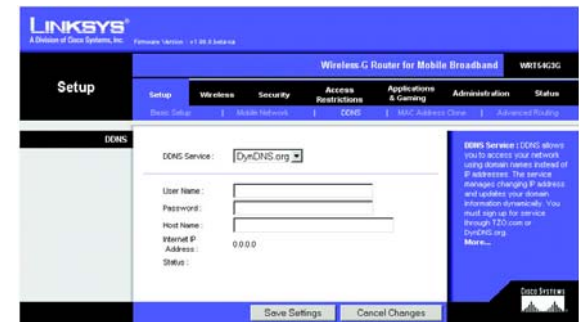 LINKSYS®
A Division of Cisco Systems, Inc.
Wireless-G Router for Mobile Broadband WRT54G3G
Setup
Setup Wireless Security Access Restrictions Applications & Gaming Administration Status
Basic Setup | Mobile Network | DDNS | MAC Address Clone | Advanced Routing
DDNS
DDNS Service : DynDNS.org
User Name :
Password :
Host Name :
Internet IP
Address : 0.0.0.0
Status :
DDNS Service : DDNS allows
you to access your network
using domain names instead of
IP addresses. The service
manages changing IP address
and updates your domain
information dynamically. You
must sign up for service
through TZO.com or
DynDNS.org.
More...
CISCO SYSTEMS
Save Settings Cancel Changes